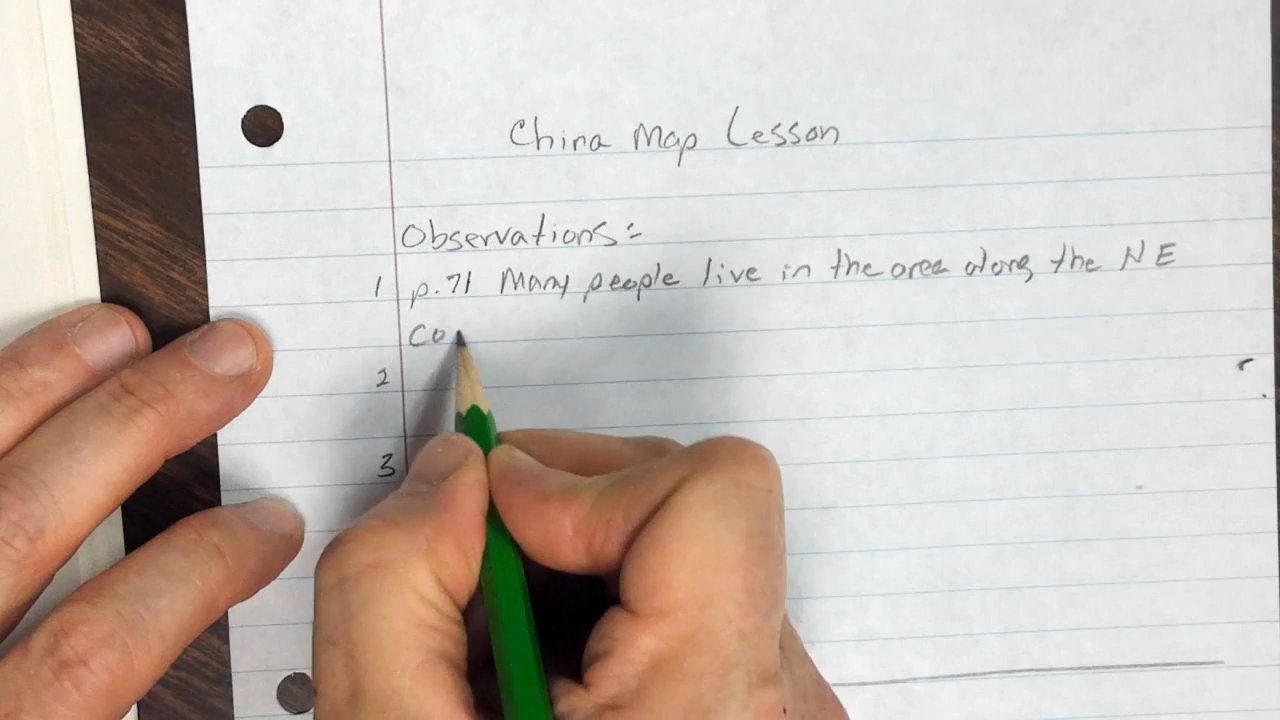 China Map Lesson
Observations:
1 p.71 Many people live in the area along the NE
Co
2
3